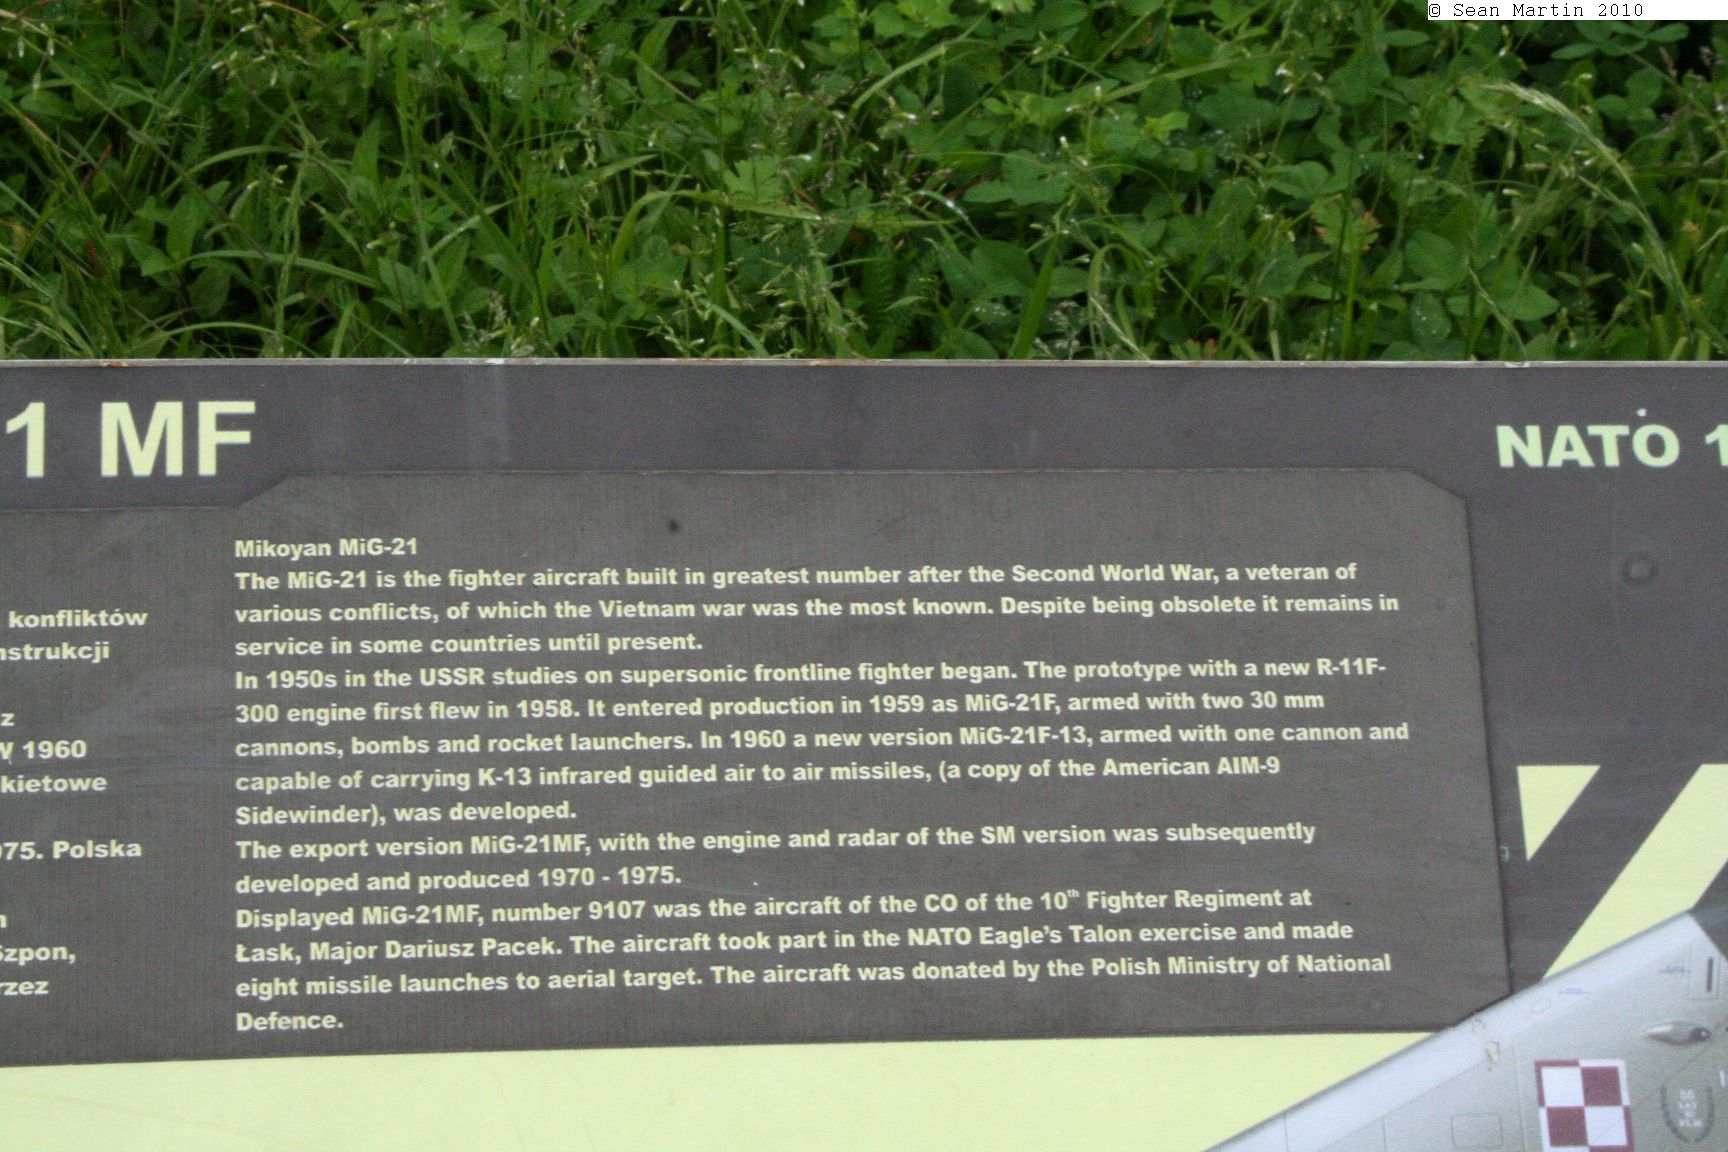 © Sean Martin 2010
1 MF
NATO 1
konfliktów
nstrukcji
z
W 1960
kietowe
975. Polska
Szpon,
rzez
Mikoyan MiG-21
The MiG-21 is the fighter aircraft built in greatest number after the Second World War, a veteran of
various conflicts, of which the Vietnam war was the most known. Despite being obsolete it remains in
service in some countries until present.
In 1950s in the USSR studies on supersonic frontline fighter began. The prototype with a new R-11F-
300 engine first flew in 1958. It entered production in 1959 as MiG-21F, armed with two 30 mm
cannons, bombs and rocket launchers. In 1960 a new version MiG-21F-13, armed with one cannon and
capable of carrying K-13 infrared guided air to air missiles, (a copy of the American AIM-9
Sidewinder), was developed.
The export version MiG-21MF, with the engine and radar of the SM version was subsequently
developed and produced 1970 - 1975.
Displayed MiG-21MF, number 9107 was the aircraft of the CO of the 10th Fighter Regiment at
Łask, Major Dariusz Pacek. The aircraft took part in the NATO Eagle's Talon exercise and made
eight missile launches to aerial target. The aircraft was donated by the Polish Ministry of National
Defence.